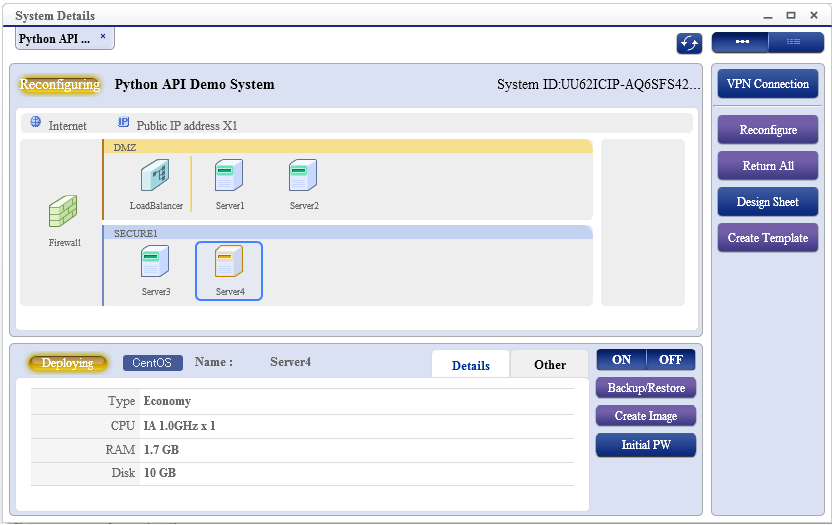 System Details
Python API ...
Reconfiguring Python API Demo System System ID:UU62ICIP-AQ6SFS42...
VPN Connection
Reconfigure
Return All
Design Sheet
Create Template
Internet IP Public IP address X1
DMZ
LoadBalancer Server1 Server2
Firewall
SECURE1
Server3 Server4
Deploying CentOS Name : Server4 Details Other
ON OFF
Backup/Restore
Create Image
Initial PW
Type Economy
CPU IA 1.0GHz x 1
RAM 1.7 GB
Disk 10 GB